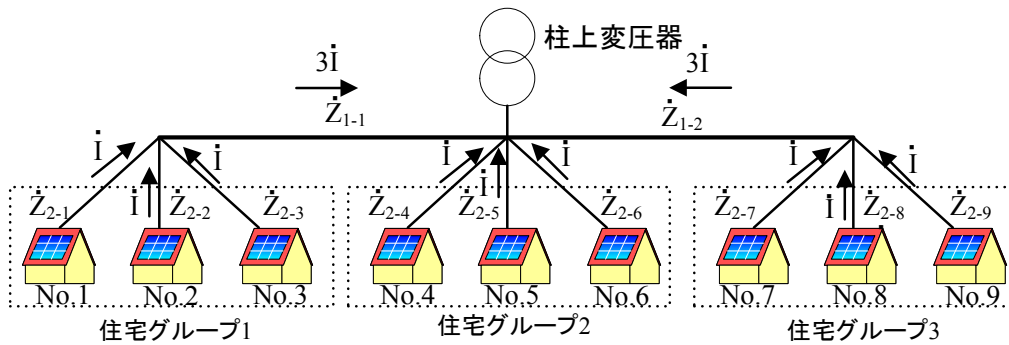 柱上変圧器
3İ
3İ
Ż1-1
Ż1-2
İ
İ
İ
İ
İ
İ
İ
İ
İ
Ż2-1
Ż2-2
Ż2-3
Ż2-4
Ż2-5
Ż2-6
Ż2-7
Ż2-8
Ż2-9
No.1
No.2
No.3
No.4
No.5
No.6
No.7
No.8
No.9
住宅グループ1
住宅グループ2
住宅グループ3